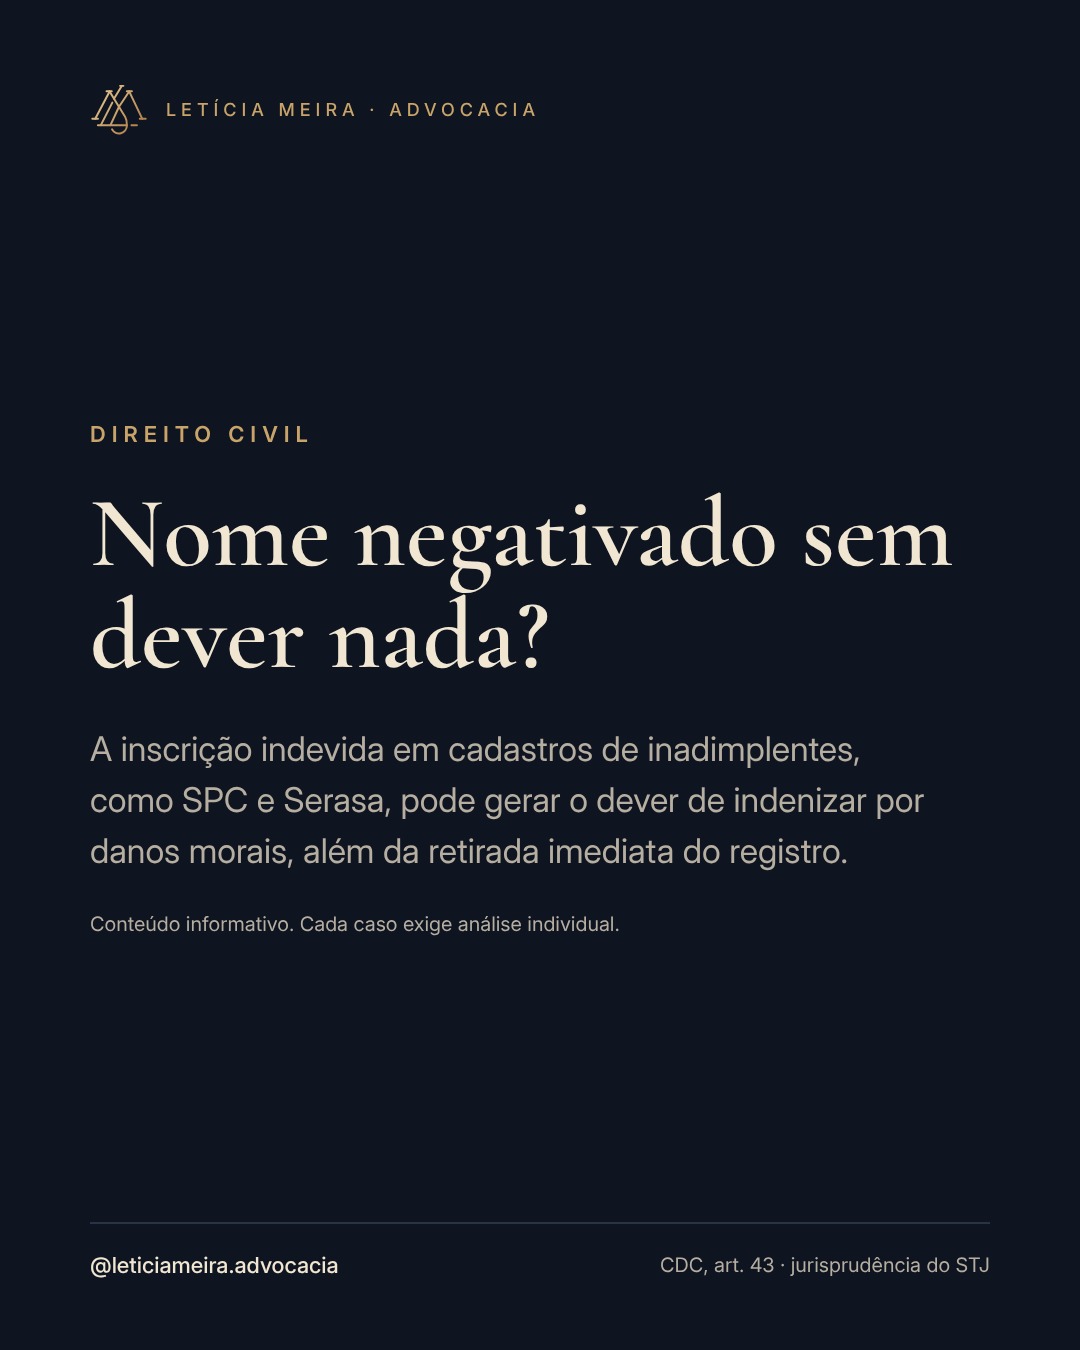 LETÍCIA MEIRA · ADVOCACIA
DIREITO CIVIL
Nome negativado sem
dever nada?
A inscrição indevida em cadastros de inadimplentes,
como SPC e Serasa, pode gerar o dever de indenizar por
danos morais, além da retirada imediata do registro.
Conteúdo informativo. Cada caso exige análise individual.
@leticiameira.advocacia
CDC, art. 43 · jurisprudência do STJ